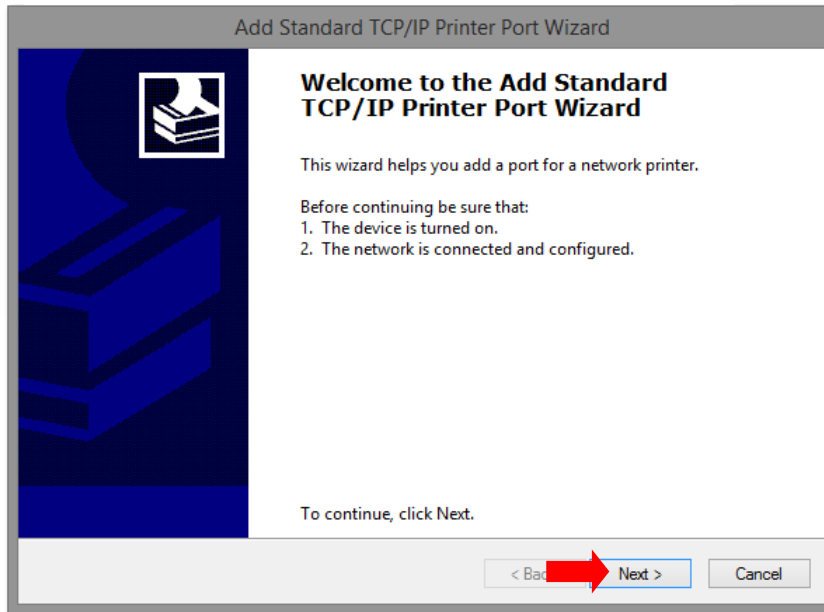 Add Standard TCP/IP Printer Port Wizard
Welcome to the Add Standard
TCP/IP Printer Port Wizard
This wizard helps you add a port for a network printer.
Before continuing be sure that:
1. The device is turned on.
2. The network is connected and configured.
To continue, click Next.
< Bac Next > Cancel